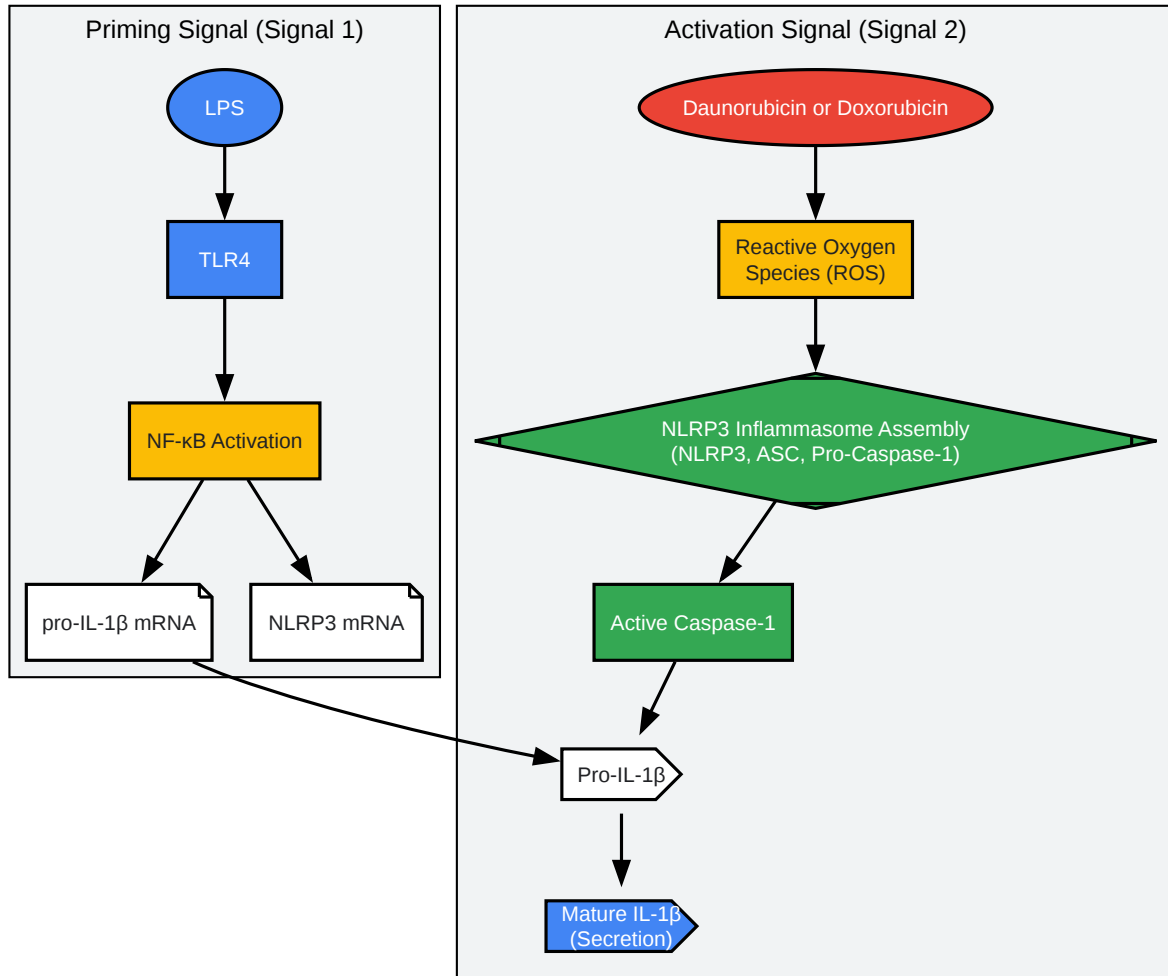 Priming Signal (Signal 1)
LPS
TLR4
NF-κB Activation
pro-IL-1β mRNA
NLRP3 mRNA
Activation Signal (Signal 2)
Daunorubicin or Doxorubicin
Reactive Oxygen
Species (ROS)
NLRP3 Inflammasome Assembly
(NLRP3, ASC, Pro-Caspase-1)
Active Caspase-1
Pro-IL-1β
Mature IL-1β
(Secretion)